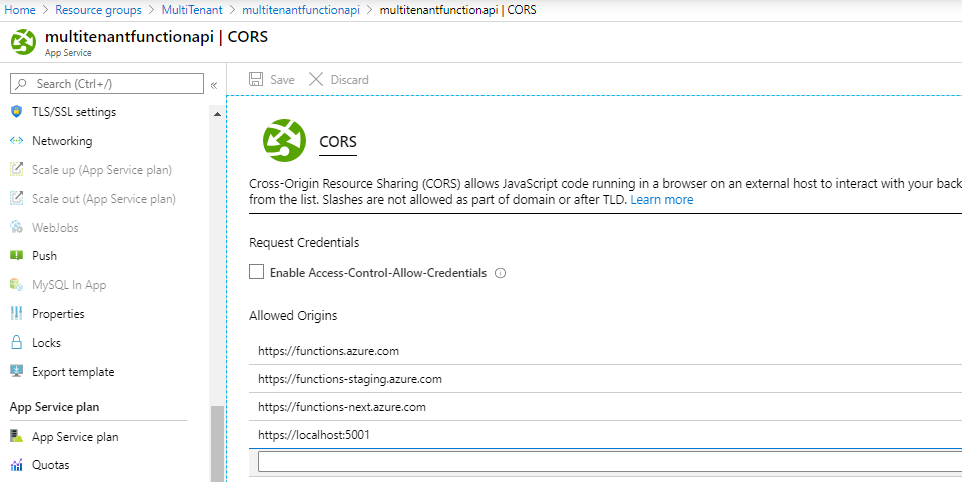 Home > Resource groups > MultiTenant > multitenantfunctionapi > multitenantfunctionapi | CORS
multitenantfunctionapi | CORS
App Service
Search (Ctrl+/)
«
TLS/SSL settings
Networking
Scale up (App Service plan)
Scale out (App Service plan)
WebJobs
Push
MySQL In App
Properties
Locks
Export template
App Service plan
App Service plan
Quotas
Save Discard
CORS
Cross-Origin Resource Sharing (CORS) allows JavaScript code running in a browser on an external host to interact with your back
from the list. Slashes are not allowed as part of domain or after TLD. Learn more
Request Credentials
Enable Access-Control-Allow-Credentials
Allowed Origins
https://functions.azure.com
https://functions-staging.azure.com
https://functions-next.azure.com
https://localhost:5001